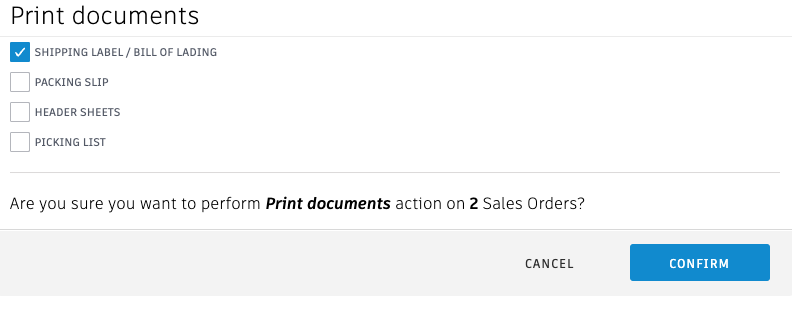 Print documents
SHIPPING LABEL / BILL OF LADING
PACKING SLIP
HEADER SHEETS
PICKING LIST
Are you sure you want to perform Print documents action on 2 Sales Orders?
CANCEL CONFIRM